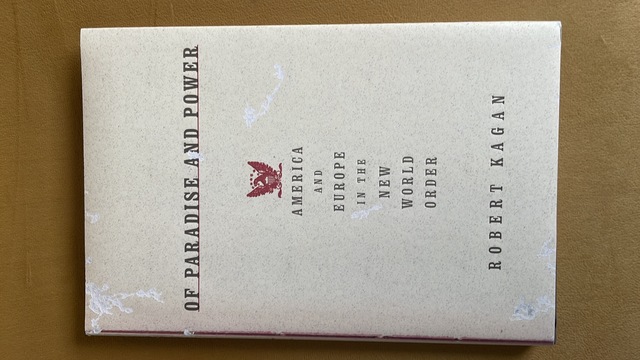 OF PARADISE AND POWER
AMERICA
AND
EUROPE
IN THE
NEW
WORLD
ORDER
ROBERT KAGAN